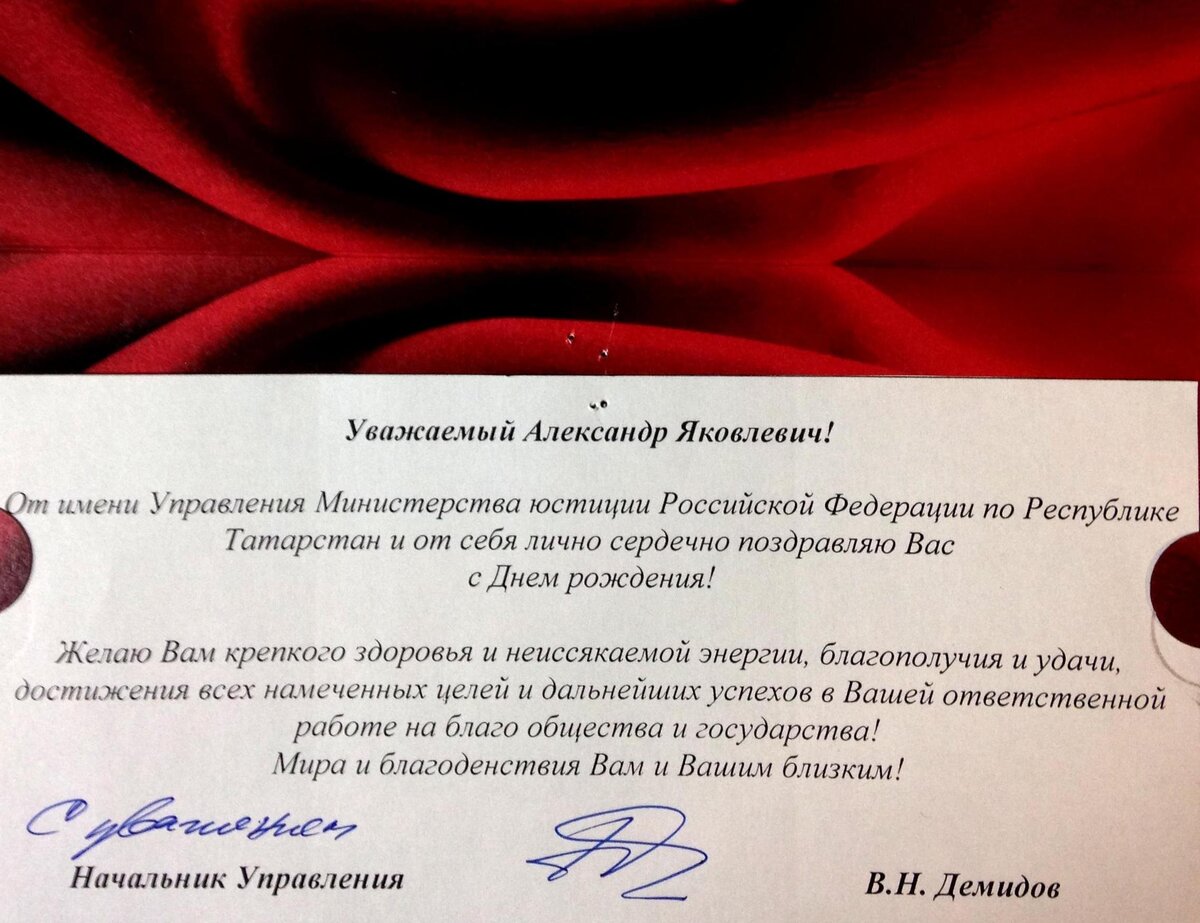 Уважаемый Александр Яковлевич!
От имени Управления Министерства юстиции Российской Федерации по Республике
Татарстан и от себя лично сердечно поздравляю Вас
с Днем рождения!
Желаю Вам крепкого здоровья и неиссякаемой энергии, благополучия и удачи,
достижения всех намеченных целей и дальнейших успехов в Вашей ответственной
работе на благо общества и государства!
Мира и благоденствия Вам и Вашим близким!
С уважением
Начальник Управления В.Н. Демидов